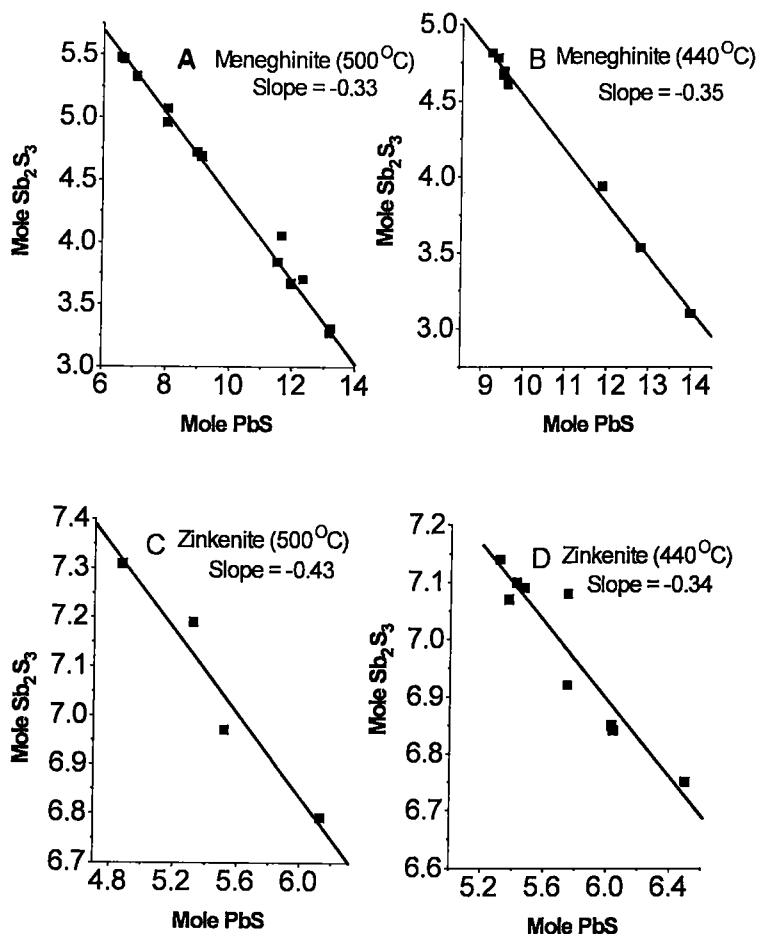 A Meneghinite (500°C)
Slope = -0.33
Mole Sb₂S₃
5.5
5.0
4.5
4.0
3.5
3.0
6 8 10 12 14
Mole PbS
B Meneghinite (440°C)
Slope = -0.35
Mole Sb₂S₃
5.0
4.5
4.0
3.5
3.0
9 10 11 12 13 14
Mole PbS
C Zinkenite (500°C)
Slope = -0.43
Mole Sb₂S₃
7.4
7.3
7.2
7.1
7.0
6.9
6.8
6.7
4.8 5.2 5.6 6.0
Mole PbS
D Zinkenite (440°C)
Slope = -0.34
Mole Sb₂S₃
7.2
7.1
7.0
6.9
6.8
6.7
6.6
5.2 5.6 6.0 6.4
Mole PbS